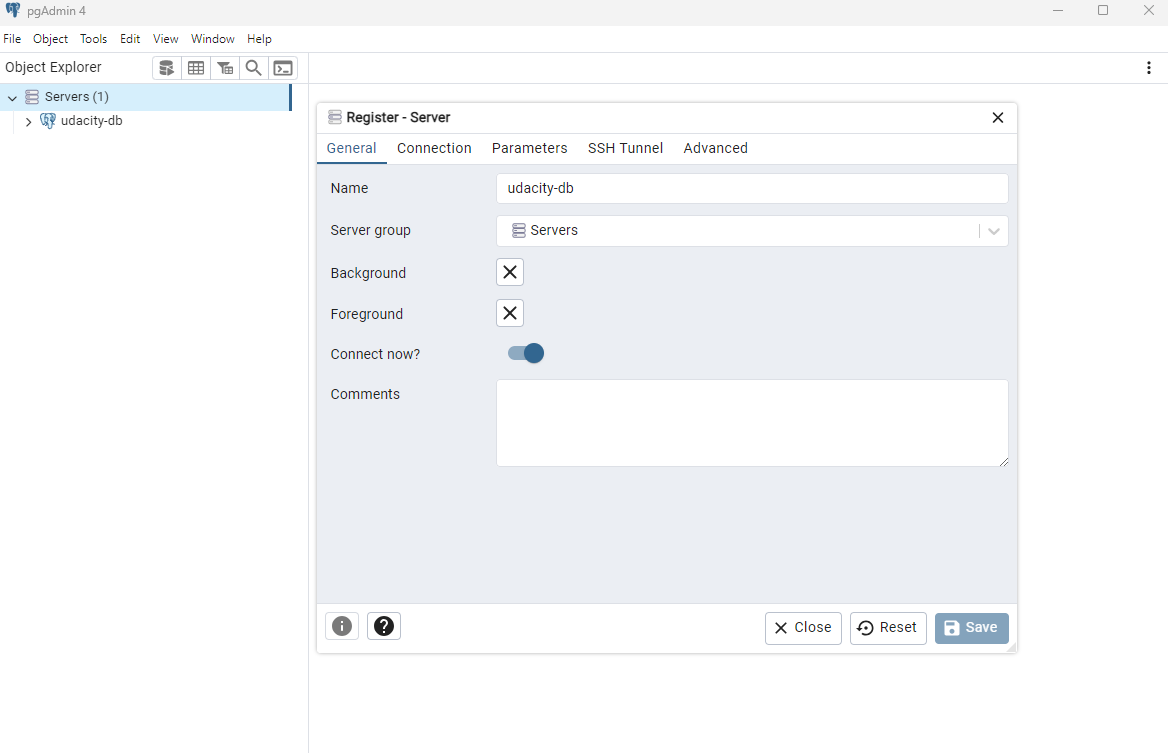 pgAdmin 4
File Object Tools Edit View Window Help
Object Explorer
Servers (1)
udacity-db
Register - Server
General Connection Parameters SSH Tunnel Advanced
Name udacity-db
Server group Servers
Background
Foreground
Connect now?
Comments
Close Reset Save